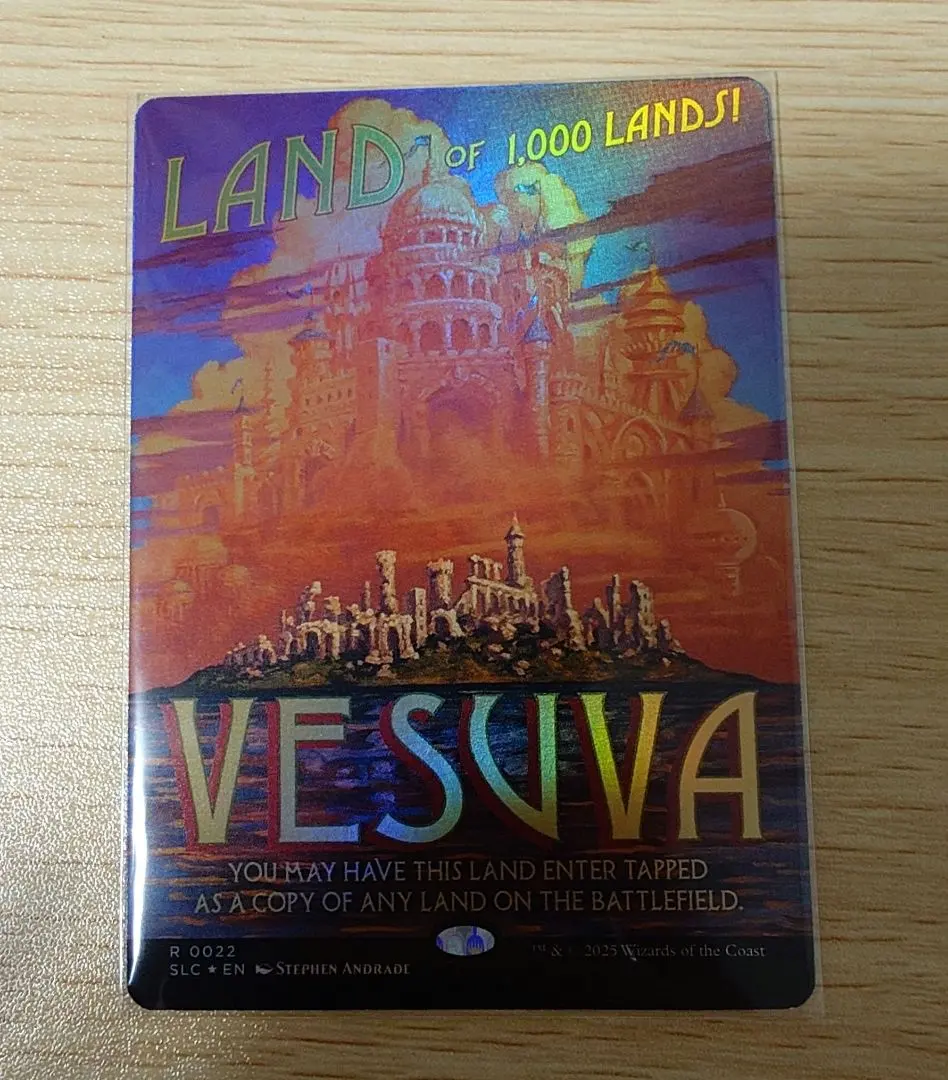 LAND OF 1,000 LANDS!
VESUVA
YOU MAY HAVE THIS LAND ENTER TAPPED
AS A COPY OF ANY LAND ON THE BATTLEFIELD.
R 0022
SLC ★ EN STEPHEN ANDRADE
™ & © 2025 Wizards of the Coast